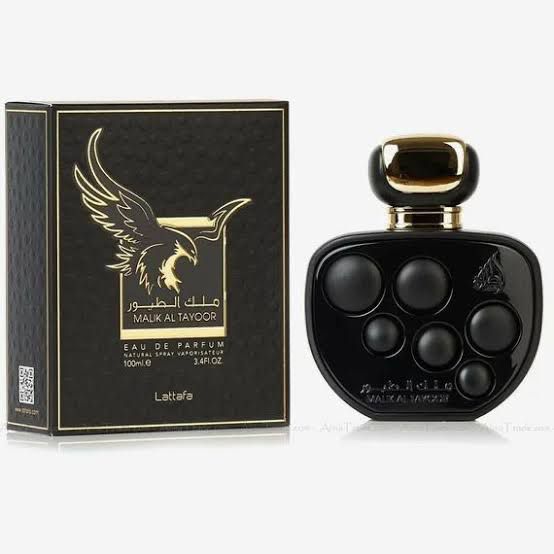 ملك الطيور
MALIK AL TAYOOR
EAU DE PARFUM
NATURAL SPRAY VAPORISATEUR
100ml.e 3.4Fl.OZ.
Lattafa
ملك الطيور
MALIK AL TAYOOR